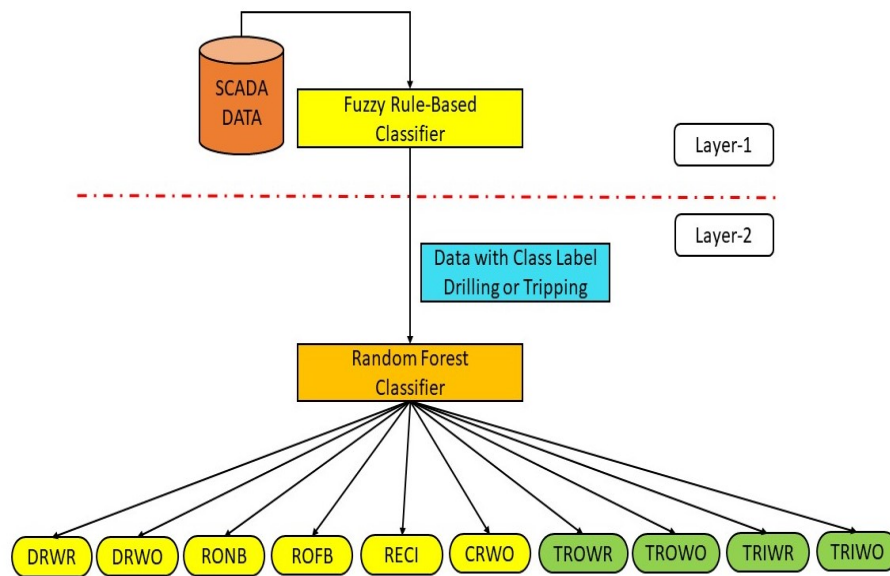 SCADA
DATA
Fuzzy Rule-Based
Classifier
Layer-1
Layer-2
Data with Class Label
Drilling or Tripping
Random Forest
Classifier
DRWR DRWO RONB ROFB RECI CRWO TROWR TROWO TRIWR TRIWO